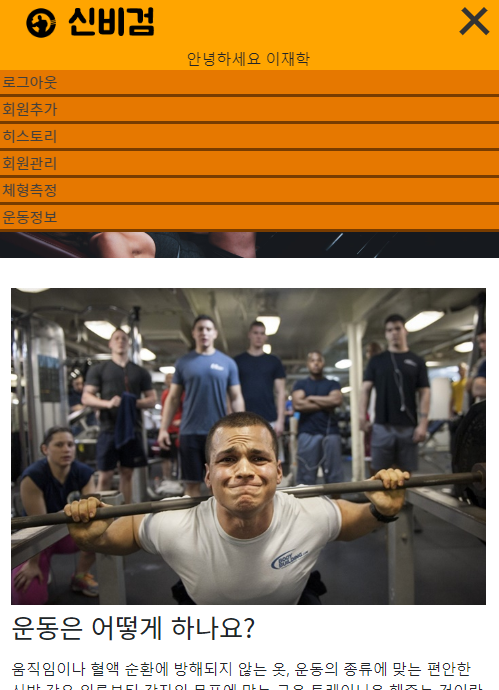 신비검
안녕하세요 이재학
로그아웃
회원추가
히스토리
회원관리
체형측정
운동정보
BODY BUILDING
운동은 어떻게 하나요?
움직임이나 혈액 순환에 방해되지 않는 옷, 운동의 종류에 맞는 편안한